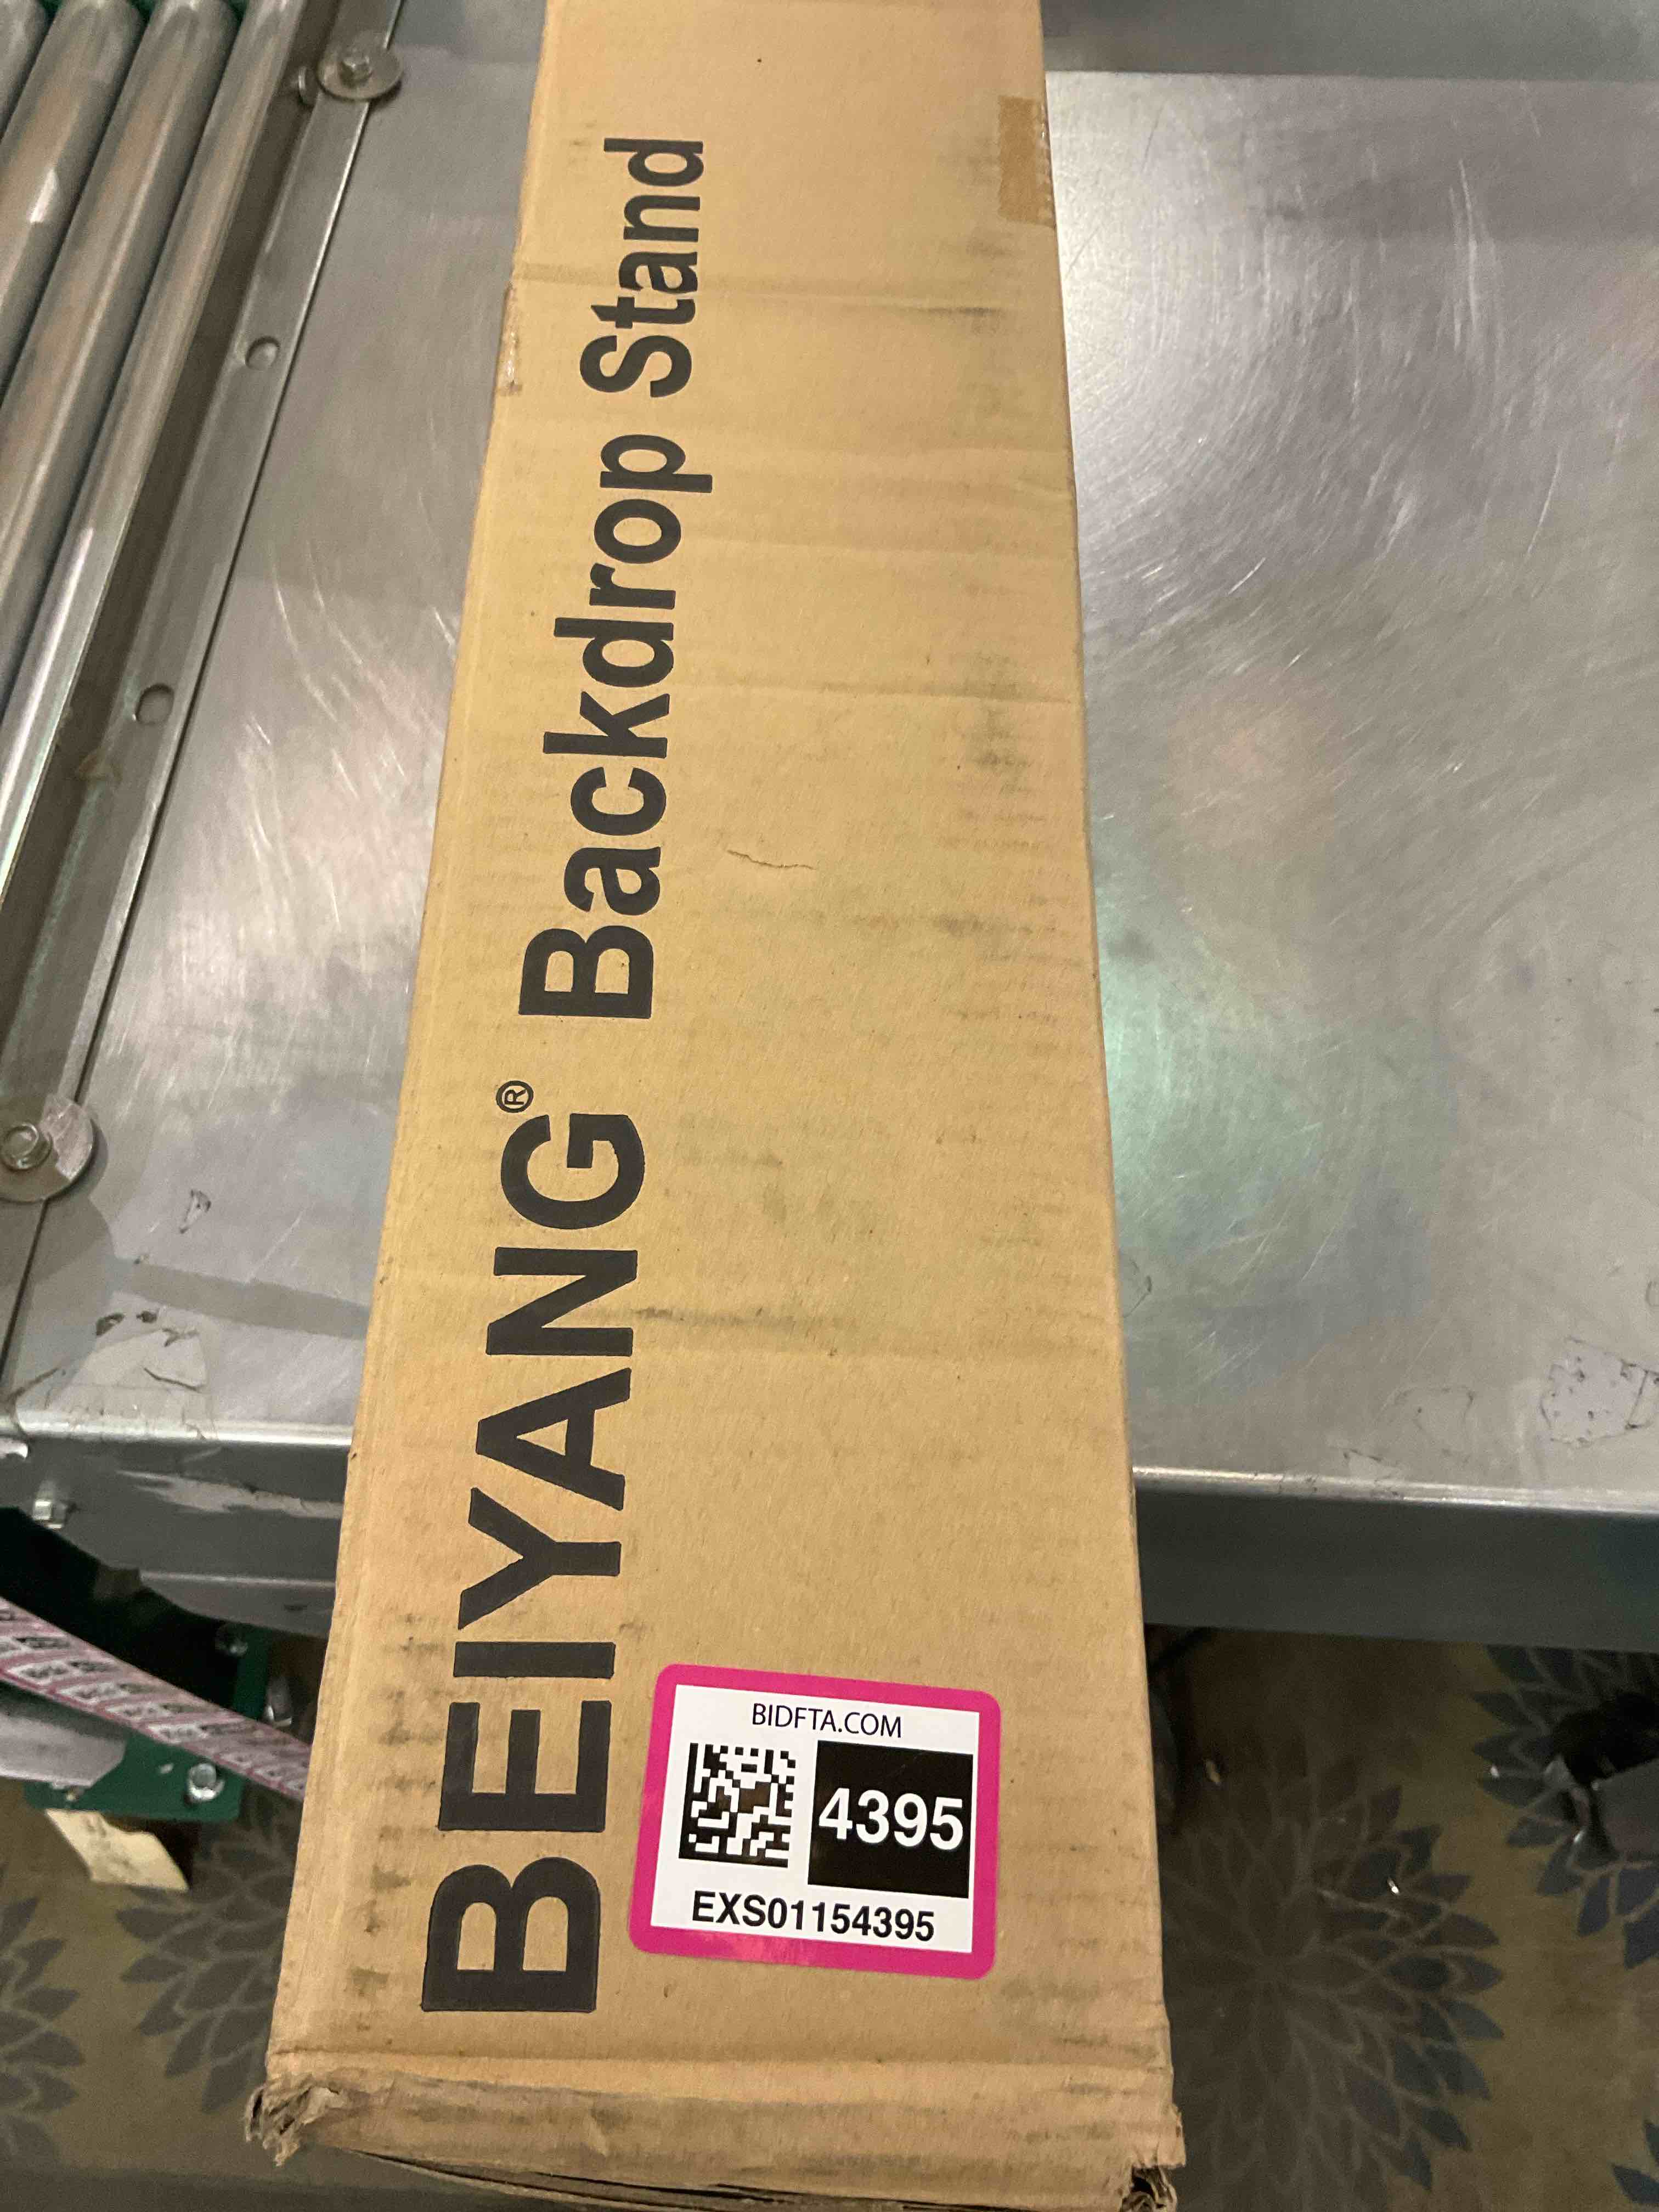 BEIYANG® Backdrop Stand
BIDFTA.COM
4395
EXS01154395